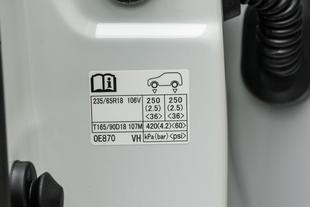 235/65R18 106V 250 250
(2.5) (2.5)
<36> <36>
T165/90D18 107M 420(4.2)<60>
0E870 VH kPa(bar) <psi>